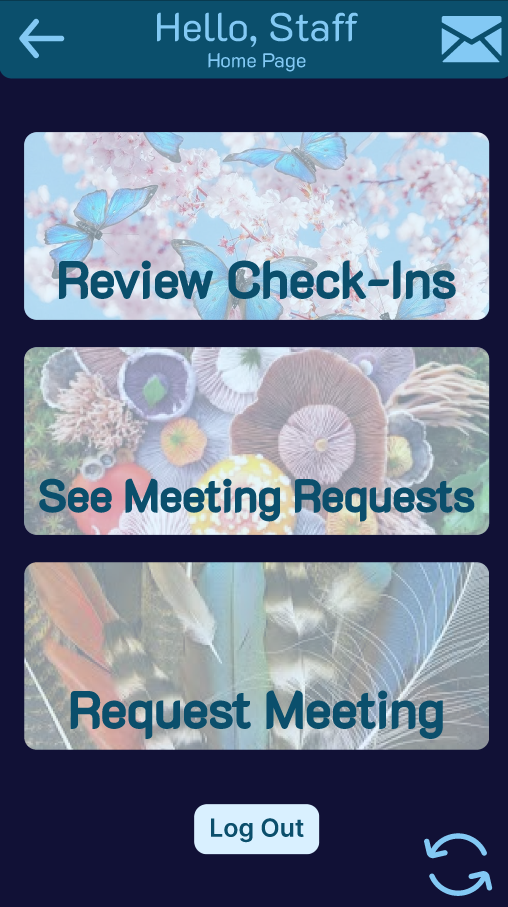 Hello, Staff
Home Page
Review Check-Ins
See Meeting Requests
Request Meeting
Log Out